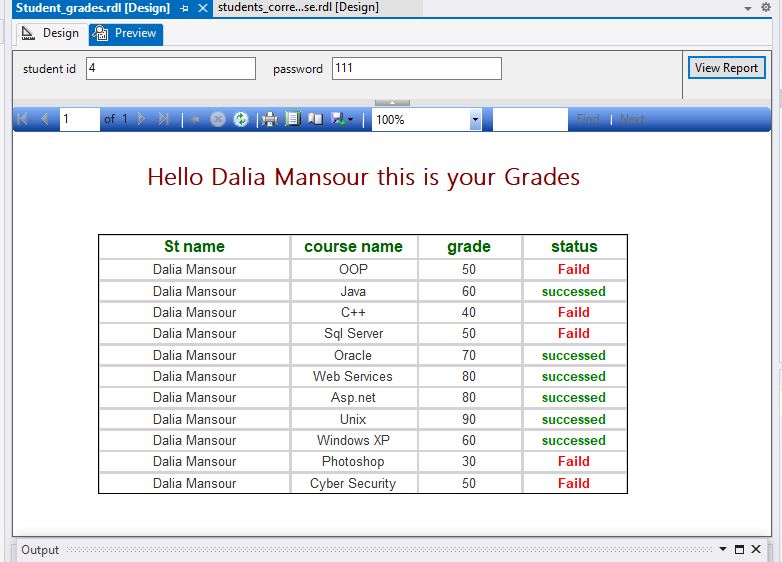 Student_grades.rdl [Design] students_corre...se.rdl [Design]
Design Preview
student id 4 password 111 View Report
1 of 1 100% Find | Next
Hello Dalia Mansour this is your Grades
St name course name grade status
Dalia Mansour OOP 50 Faild
Dalia Mansour Java 60 successed
Dalia Mansour C++ 40 Faild
Dalia Mansour Sql Server 50 Faild
Dalia Mansour Oracle 70 successed
Dalia Mansour Web Services 80 successed
Dalia Mansour Asp.net 80 successed
Dalia Mansour Unix 90 successed
Dalia Mansour Windows XP 60 successed
Dalia Mansour Photoshop 30 Faild
Dalia Mansour Cyber Security 50 Faild
Output